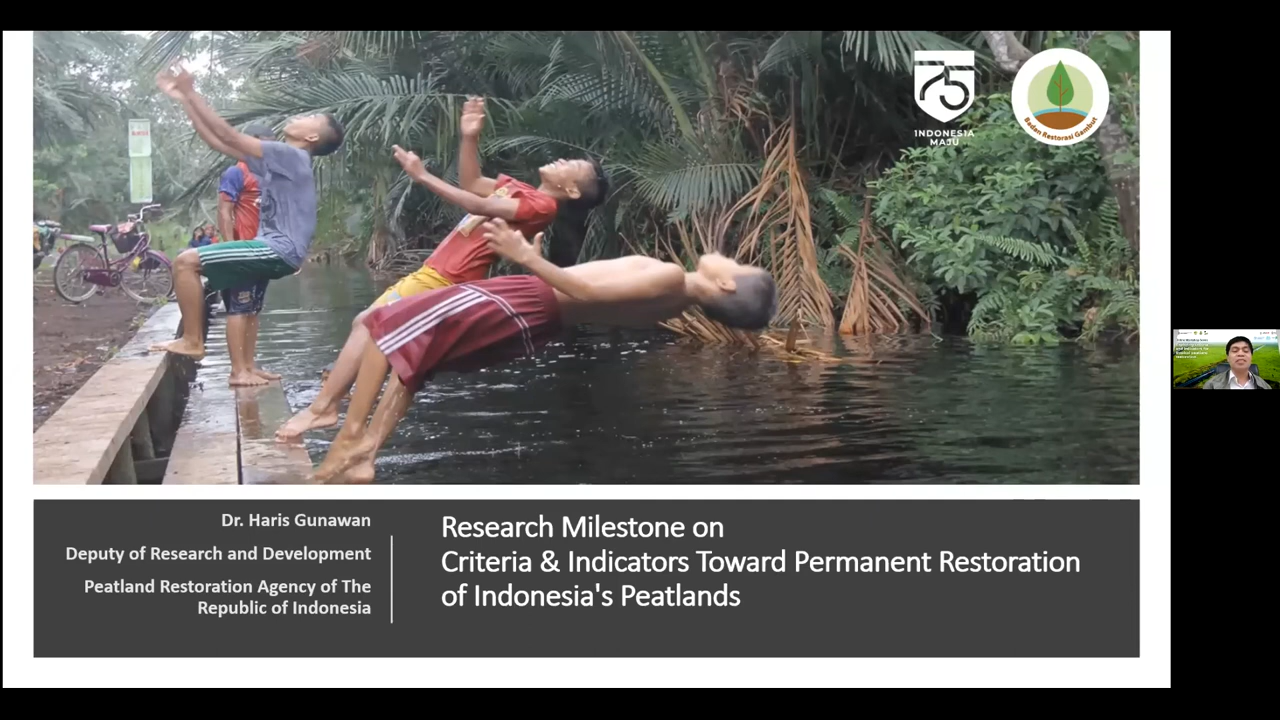 75
INDONESIA
MAJU
Badan Restorasi Gambut
Dr. Haris Gunawan
Deputy of Research and Development
Peatland Restoration Agency of The
Republic of Indonesia
Research Milestone on
Criteria & Indicators Toward Permanent Restoration
of Indonesia's Peatlands